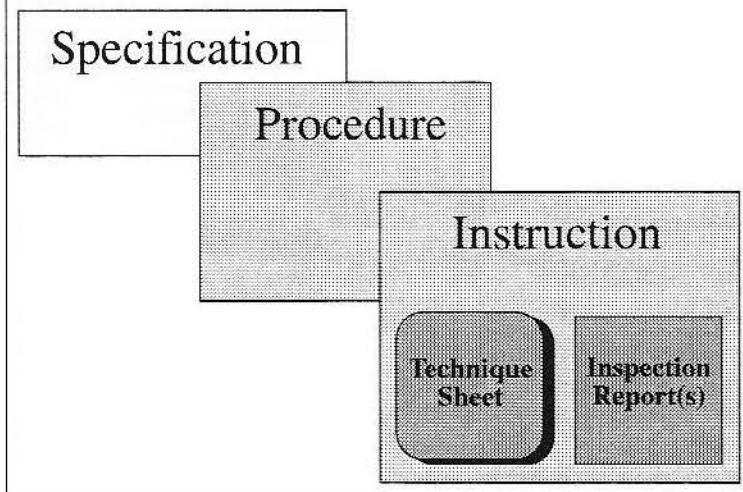 Specification
Procedure
Instruction
Technique
Sheet
Inspection
Report(s)